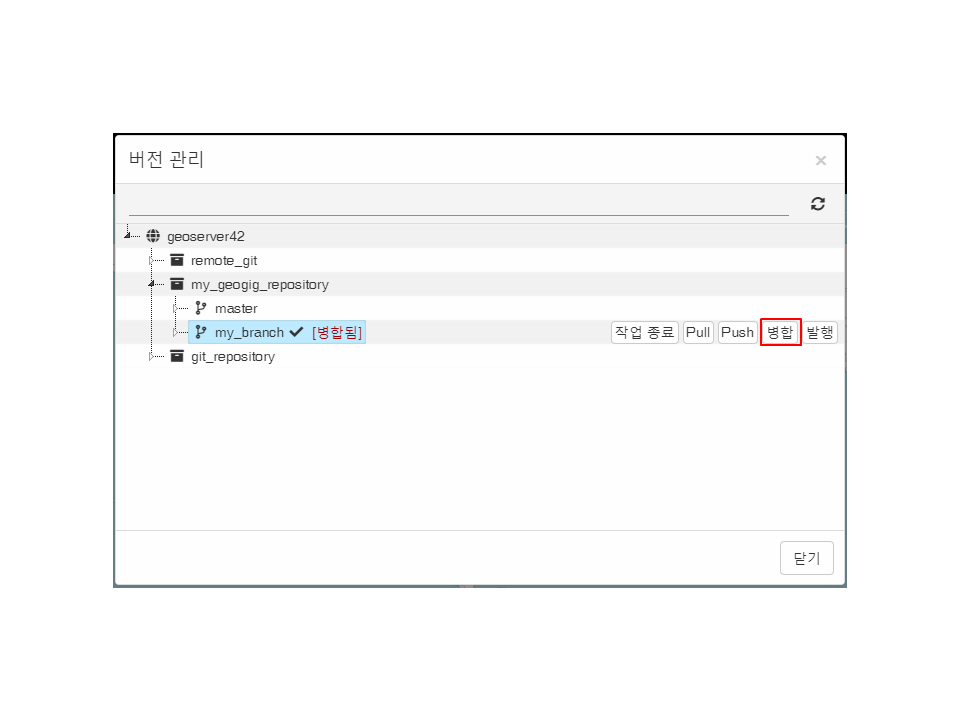 버전 관리
geoserver42
remote_git
my_geogig_repository
master
my_branch [병합됨] 작업 종료 Pull Push 병합 발행
git_repository
닫기